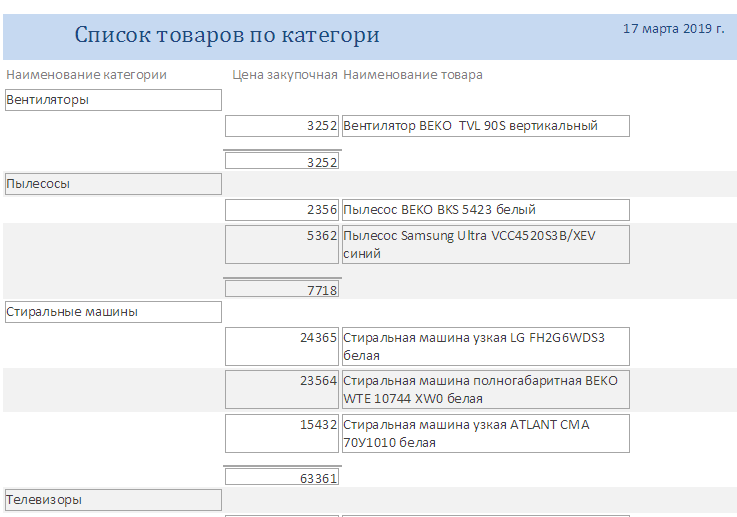 Список товаров по категори
17 марта 2019 г.
Наименование категории Цена закупочная Наименование товара
Вентиляторы
3252 Вентилятор BEKO TVL 90S вертикальный
3252
Пылесосы
2356 Пылесос BEKO BKS 5423 белый
5362 Пылесос Samsung Ultra VCC4520S3B/XEV
синий
7718
Стиральные машины
24365 Стиральная машина узкая LG FH2G6WDS3
белая
23564 Стиральная машина полногабаритная BEKO
WTE 10744 XW0 белая
15432 Стиральная машина узкая ATLANT СМА
70У1010 белая
63361
Телевизоры